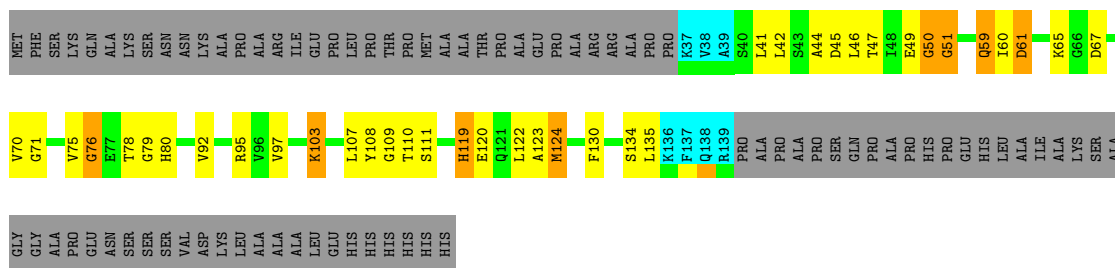 MET PHE SER LYS GLN ALA LYS SER ASN ASN LYS ALA PRO ALA ARG ILE GLU PRO LEU PRO THR PRO MET ALA ALA THR PRO ALA GLU PRO ALA ARG ARG ALA PRO PRO K37 V38 A39 S40 L41 L42 S43 A44 D45 L46 T47 I48 E49 G50 G51 Q59 I60 D61 K65 G66 D67
V70 G71 V75 G76 E77 T78 G79 H80 V92 R95 V96 V97 K103 L107 Y108 G109 T110 S111 H119 E120 Q121 L122 A123 M124 F130 S134 L135 K136 F137 Q138 R139 PRO ALA PRO ALA PRO SER GLN PRO ALA PRO HIS PRO GLU HIS LEU ALA ILE ALA LYS SER ALA
GLY GLY ALA PRO GLU ASN SER SER SER VAL ASP LYS LEU ALA ALA ALA LEU GLU HIS HIS HIS HIS HIS HIS